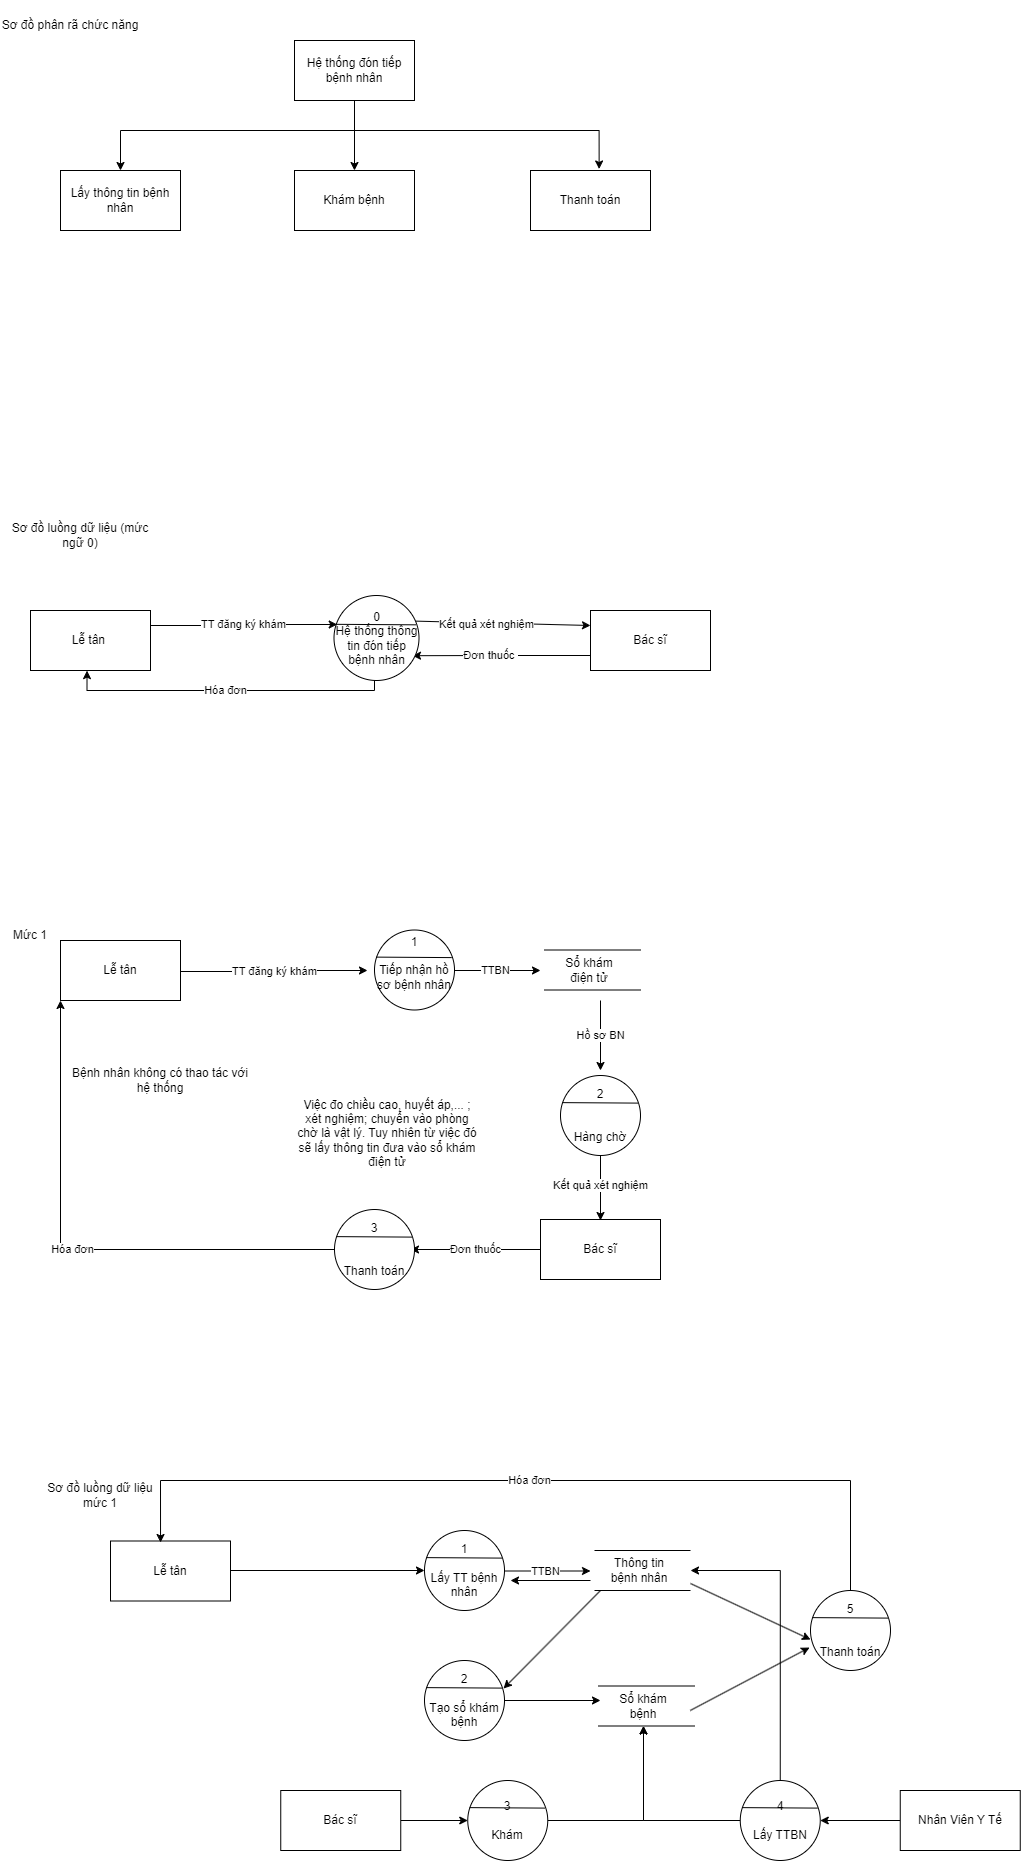 Sơ đồ phân rã chức năng
Hệ thống đón tiếp
bệnh nhân
Lấy thông tin bệnh
nhân
Khám bệnh
Thanh toán
Sơ đồ luồng dữ liệu (mức
ngữ 0)
Lễ tân
TT đăng ký khám
0
Hệ thống thông
tin đón tiếp
bệnh nhân
Kết quả xét nghiệm
Đơn thuốc
Bác sĩ
Hóa đơn
Mức 1
Lễ tân
TT đăng ký khám
1
Tiếp nhận hồ
sơ bệnh nhân
TTBN
Sổ khám
điện tử
Hồ sơ BN
Bệnh nhân không có thao tác với
hệ thống
Việc đo chiều cao, huyết áp,... ;
xét nghiệm; chuyển vào phòng
chờ là vật lý. Tuy nhiên từ việc đó
sẽ lấy thông tin đưa vào sổ khám
điện tử
2
Hàng chờ
Kết quả xét nghiệm
Hóa đơn
3
Thanh toán
Đơn thuốc
Bác sĩ
Sơ đồ luồng dữ liệu
mức 1
Hóa đơn
Lễ tân
1
Lấy TT bệnh
nhân
TTBN
Thông tin
bệnh nhân
5
Thanh toán
2
Tạo sổ khám
bệnh
Sổ khám
bệnh
Bác sĩ
3
Khám
4
Lấy TTBN
Nhân Viên Y Tế